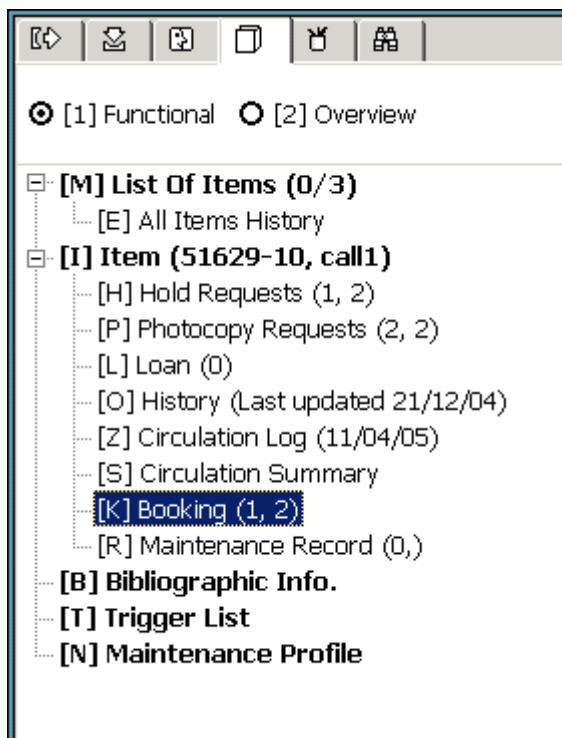 [1] Functional [2] Overview
[M] List Of Items (0/3)
[E] All Items History
[I] Item (51629-10, call1)
[H] Hold Requests (1, 2)
[P] Photocopy Requests (2, 2)
[L] Loan (0)
[O] History (Last updated 21/12/04)
[Z] Circulation Log (11/04/05)
[S] Circulation Summary
[K] Booking (1, 2)
[R] Maintenance Record (0,)
[B] Bibliographic Info.
[T] Trigger List
[N] Maintenance Profile